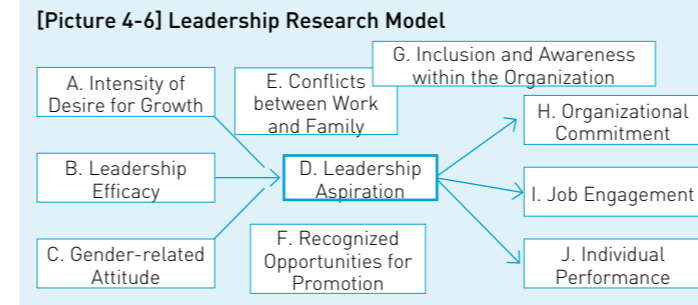 [Picture 4-6] Leadership Research Model
G. Inclusion and Awareness
within the Organization
A. Intensity of
Desire for Growth
E. Conflicts
between Work
and Family
H. Organizational
Commitment
B. Leadership
Efficacy
D. Leadership
Aspiration
I. Job Engagement
C. Gender-related
Attitude
F. Recognized
Opportunities for
Promotion
J. Individual
Performance